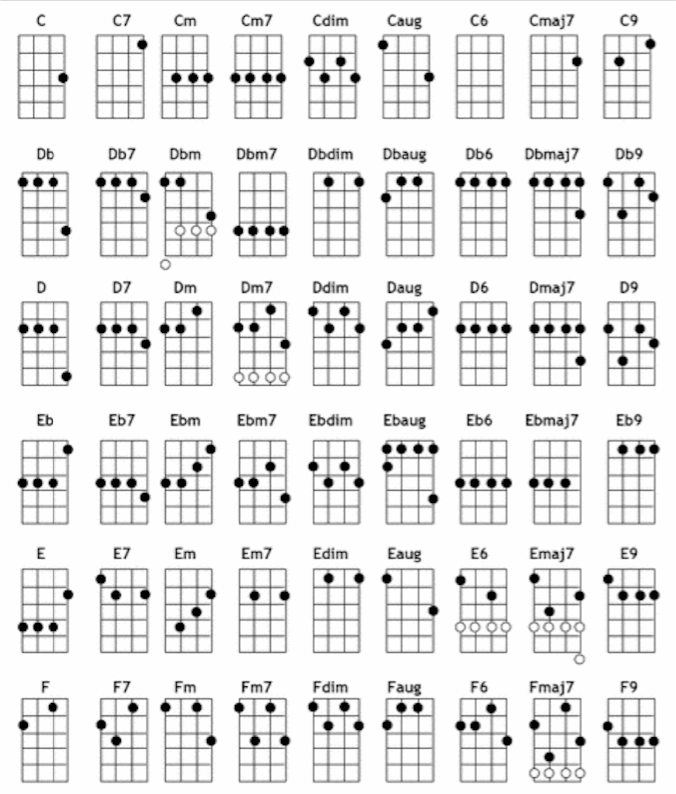 C C7 Cm Cm7 Cdim Caug C6 Cmaj7 C9
Db Db7 Dbm Dbm7 Dbdim Dbaug Db6 Dbmaj7 Db9
D D7 Dm Dm7 Ddim Daug D6 Dmaj7 D9
Eb Eb7 Ebm Ebm7 Ebdim Ebaug Eb6 Ebmaj7 Eb9
E E7 Em Em7 Edim Eaug E6 Emaj7 E9
F F7 Fm Fm7 Fdim Faug F6 Fmaj7 F9